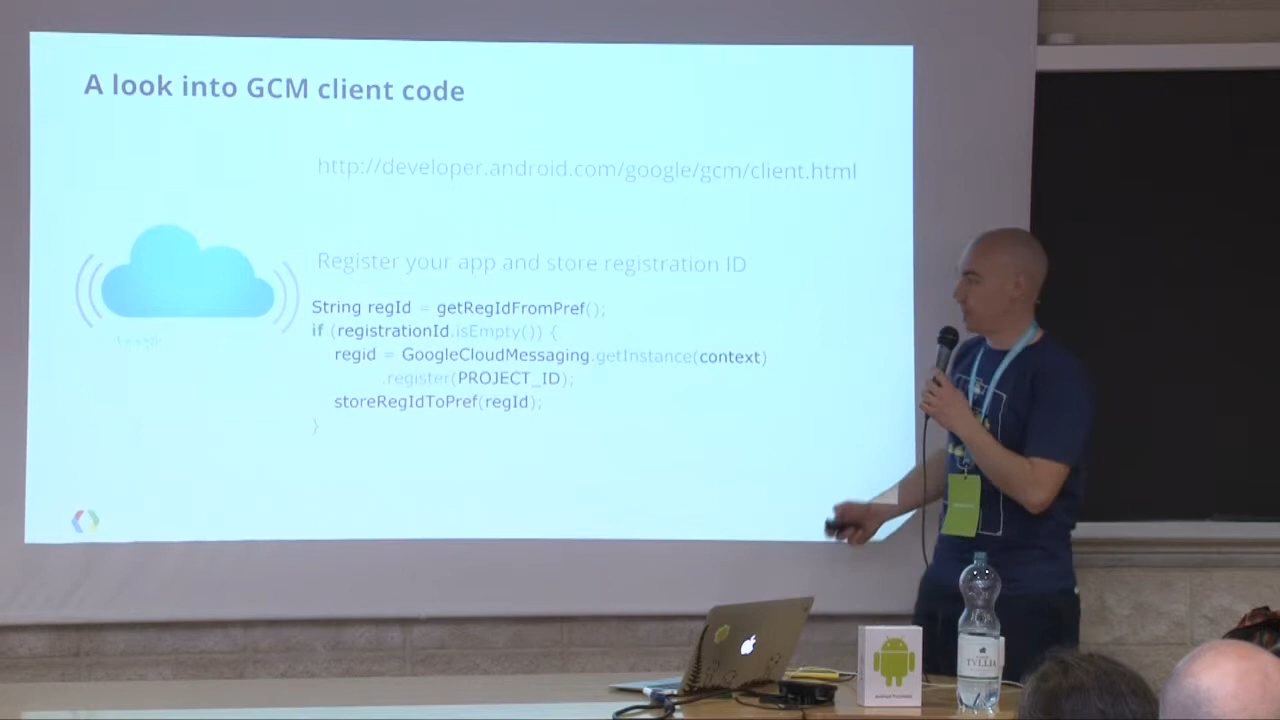 A look into GCM client code
http://developer.android.com/google/gcm/client.html
Register your app and store registration ID
String regId = getRegIdFromPref();
if (registrationId.isEmpty()) {
regid = GoogleCloudMessaging.getInstance(context)
.register(PROJECT_ID);
storeRegIdToPref(regId);
}